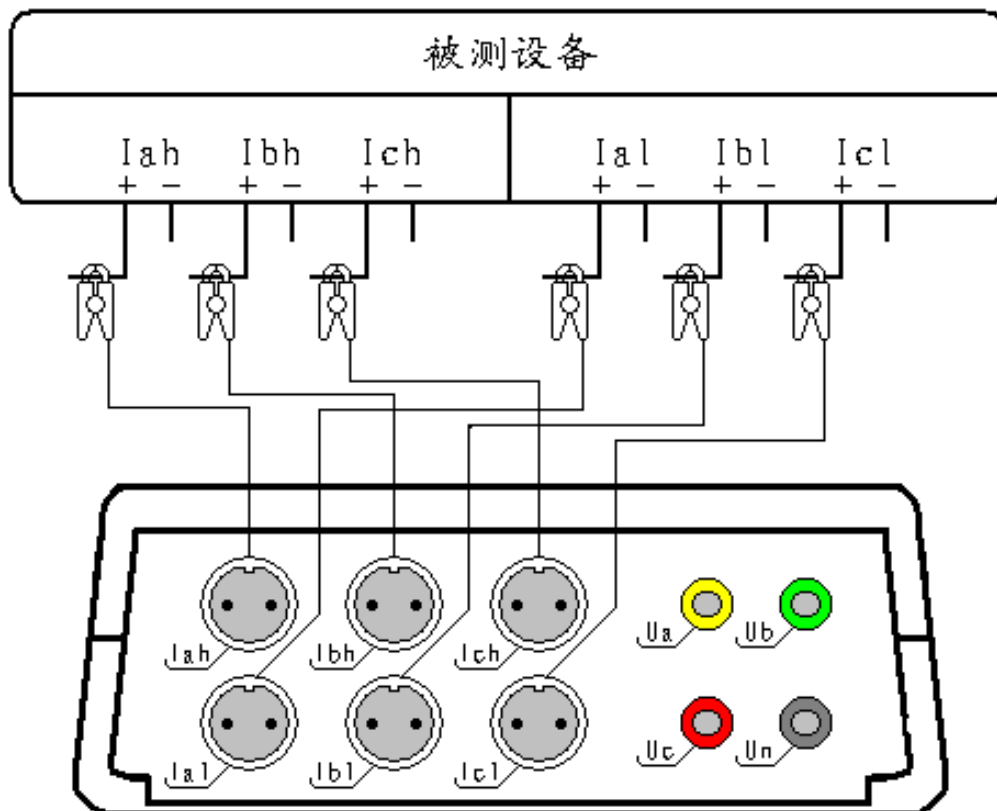 被测设备
Iah Ibh Ich Ial Ibl Icl
+ − + − + − + − + − + −
Iah Ibh Ich Ua Ub
Ial Ibl Icl Uc Un